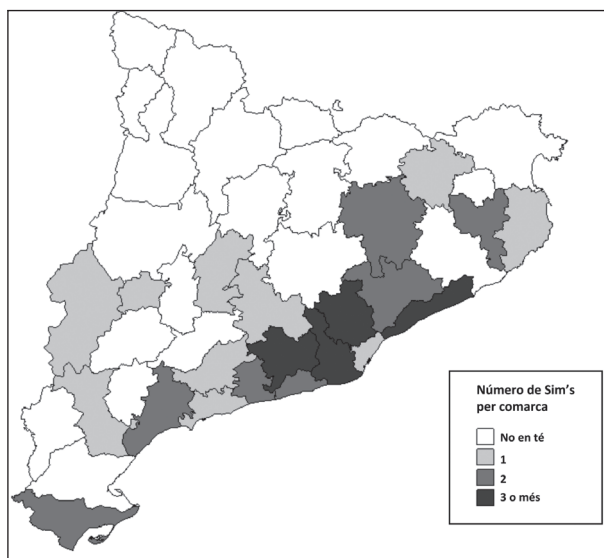 Número de Sim's
per comarca
No en té
1
2
3 o més